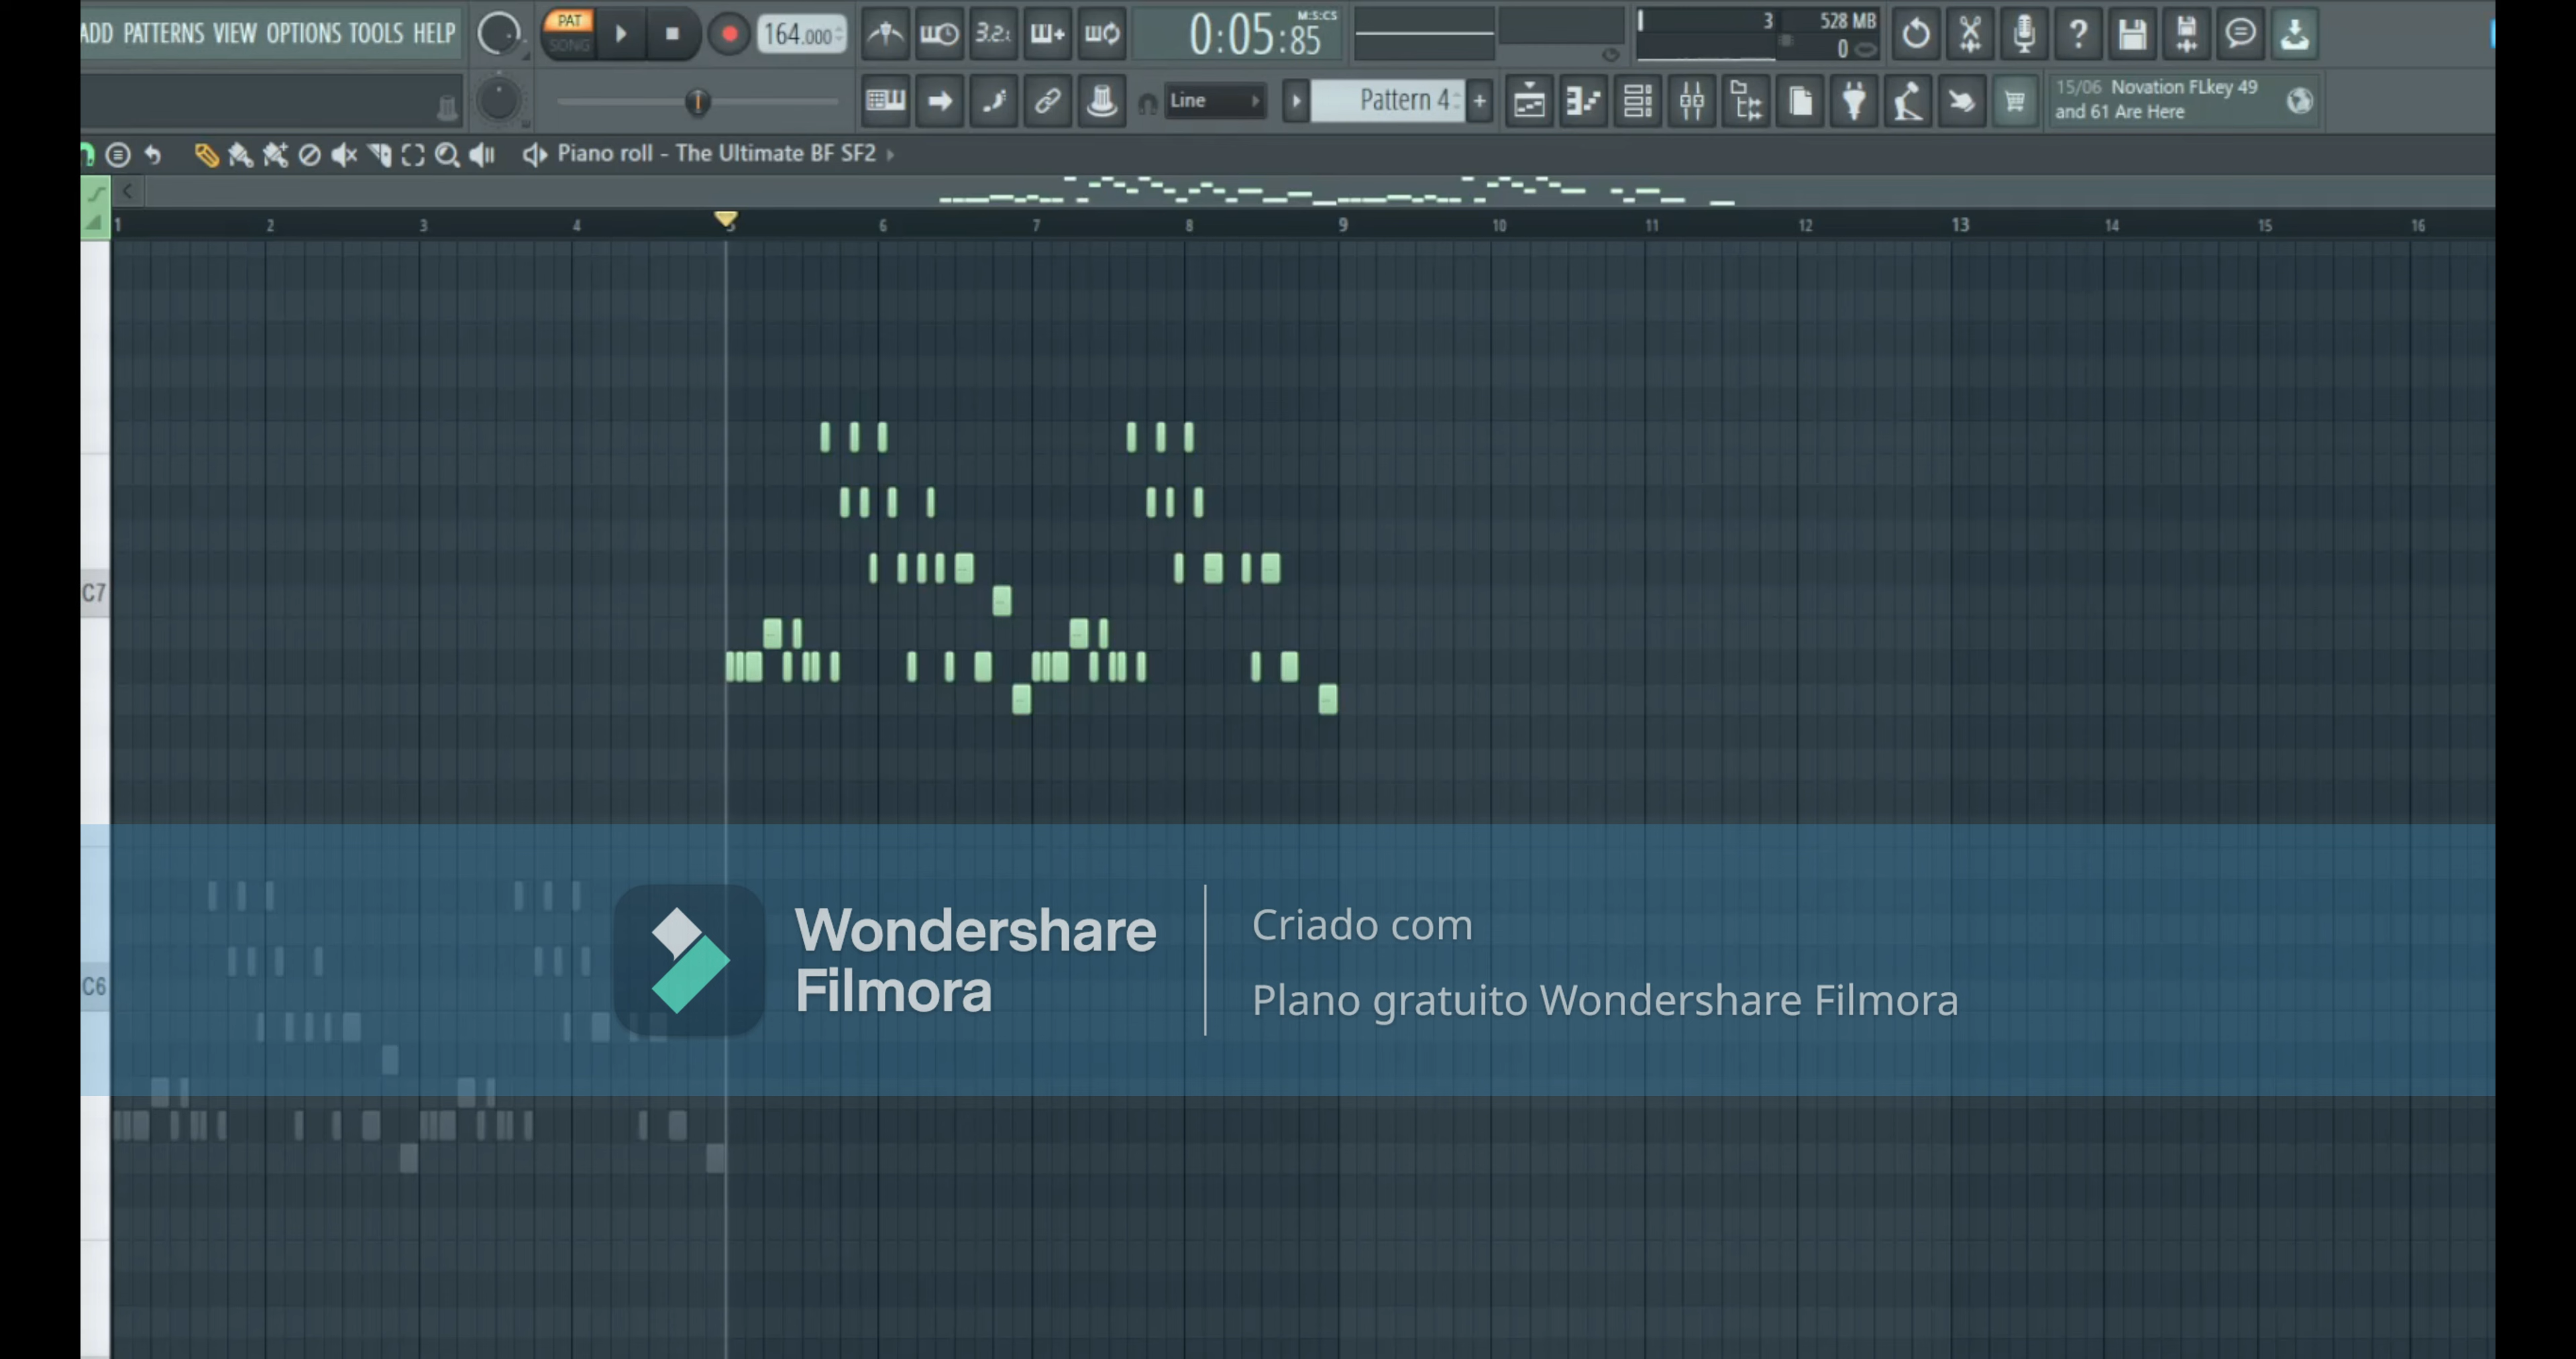 ADD PATTERNS VIEW OPTIONS TOOLS HELP
PAT
SONG
164.000
3.2.
M:S:CS
0:05:85
3
528 MB
0
Line
Pattern 4
+
15/06 Novation FLkey 49
and 61 Are Here
Piano roll - The Ultimate BF SF2
1 2 3 4 5 6 7 8 9 10 11 12 13 14 15 16
C7
C6
Wondershare
Filmora
Criado com
Plano gratuito Wondershare Filmora